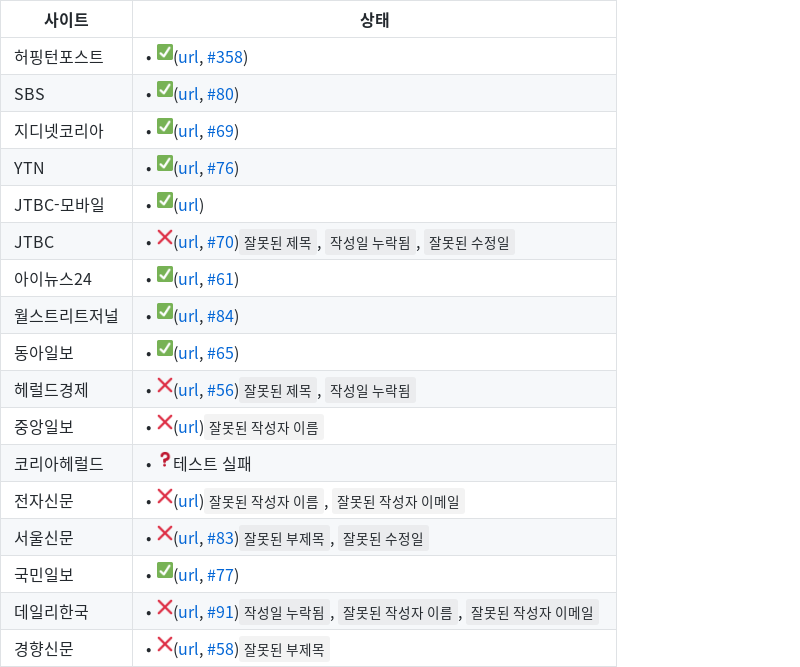 사이트 상태
허핑턴포스트 • ✅(url, #358)
SBS • ✅(url, #80)
지디넷코리아 • ✅(url, #69)
YTN • ✅(url, #76)
JTBC-모바일 • ✅(url)
JTBC • ❌(url, #70) 잘못된 제목 , 작성일 누락됨 , 잘못된 수정일
아이뉴스24 • ✅(url, #61)
월스트리트저널 • ✅(url, #84)
동아일보 • ✅(url, #65)
헤럴드경제 • ❌(url, #56) 잘못된 제목 , 작성일 누락됨
중앙일보 • ❌(url) 잘못된 작성자 이름
코리아헤럴드 • ❓테스트 실패
전자신문 • ❌(url) 잘못된 작성자 이름 , 잘못된 작성자 이메일
서울신문 • ❌(url, #83) 잘못된 부제목 , 잘못된 수정일
국민일보 • ✅(url, #77)
데일리한국 • ❌(url, #91) 작성일 누락됨 , 잘못된 작성자 이름 , 잘못된 작성자 이메일
경향신문 • ❌(url, #58) 잘못된 부제목